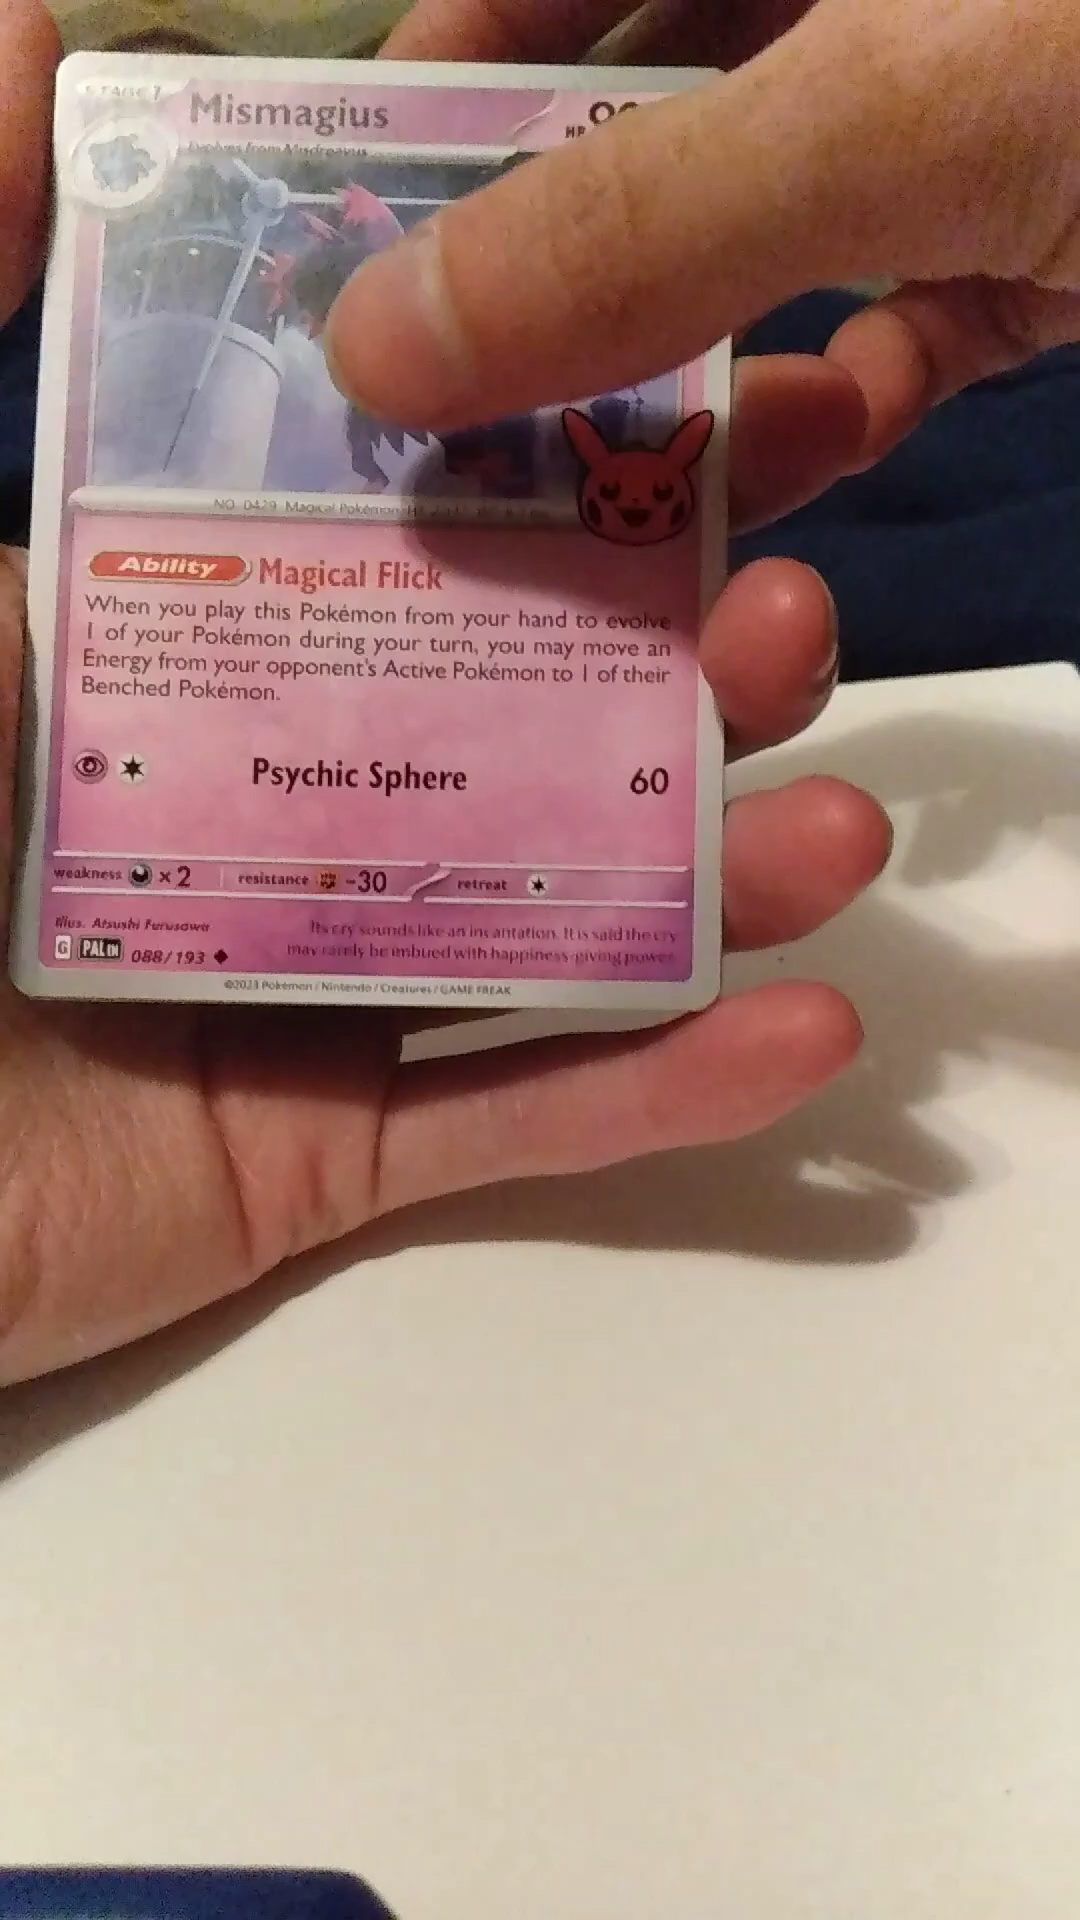 STAGE 1
Mismagius
HP
Evolves from Misdreavus
NO. 0429 Magical Pokémon
Ability Magical Flick
When you play this Pokémon from your hand to evolve
1 of your Pokémon during your turn, you may move an
Energy from your opponent's Active Pokémon to 1 of their
Benched Pokémon.
Psychic Sphere 60
weakness ×2 resistance -30 retreat
Illus. Atsushi Furusawa
Its cry sounds like an incantation. It is said the cry
may rarely be imbued with happiness-giving power.
G PAL EN 088/193
©2023 Pokémon / Nintendo / Creatures / GAME FREAK